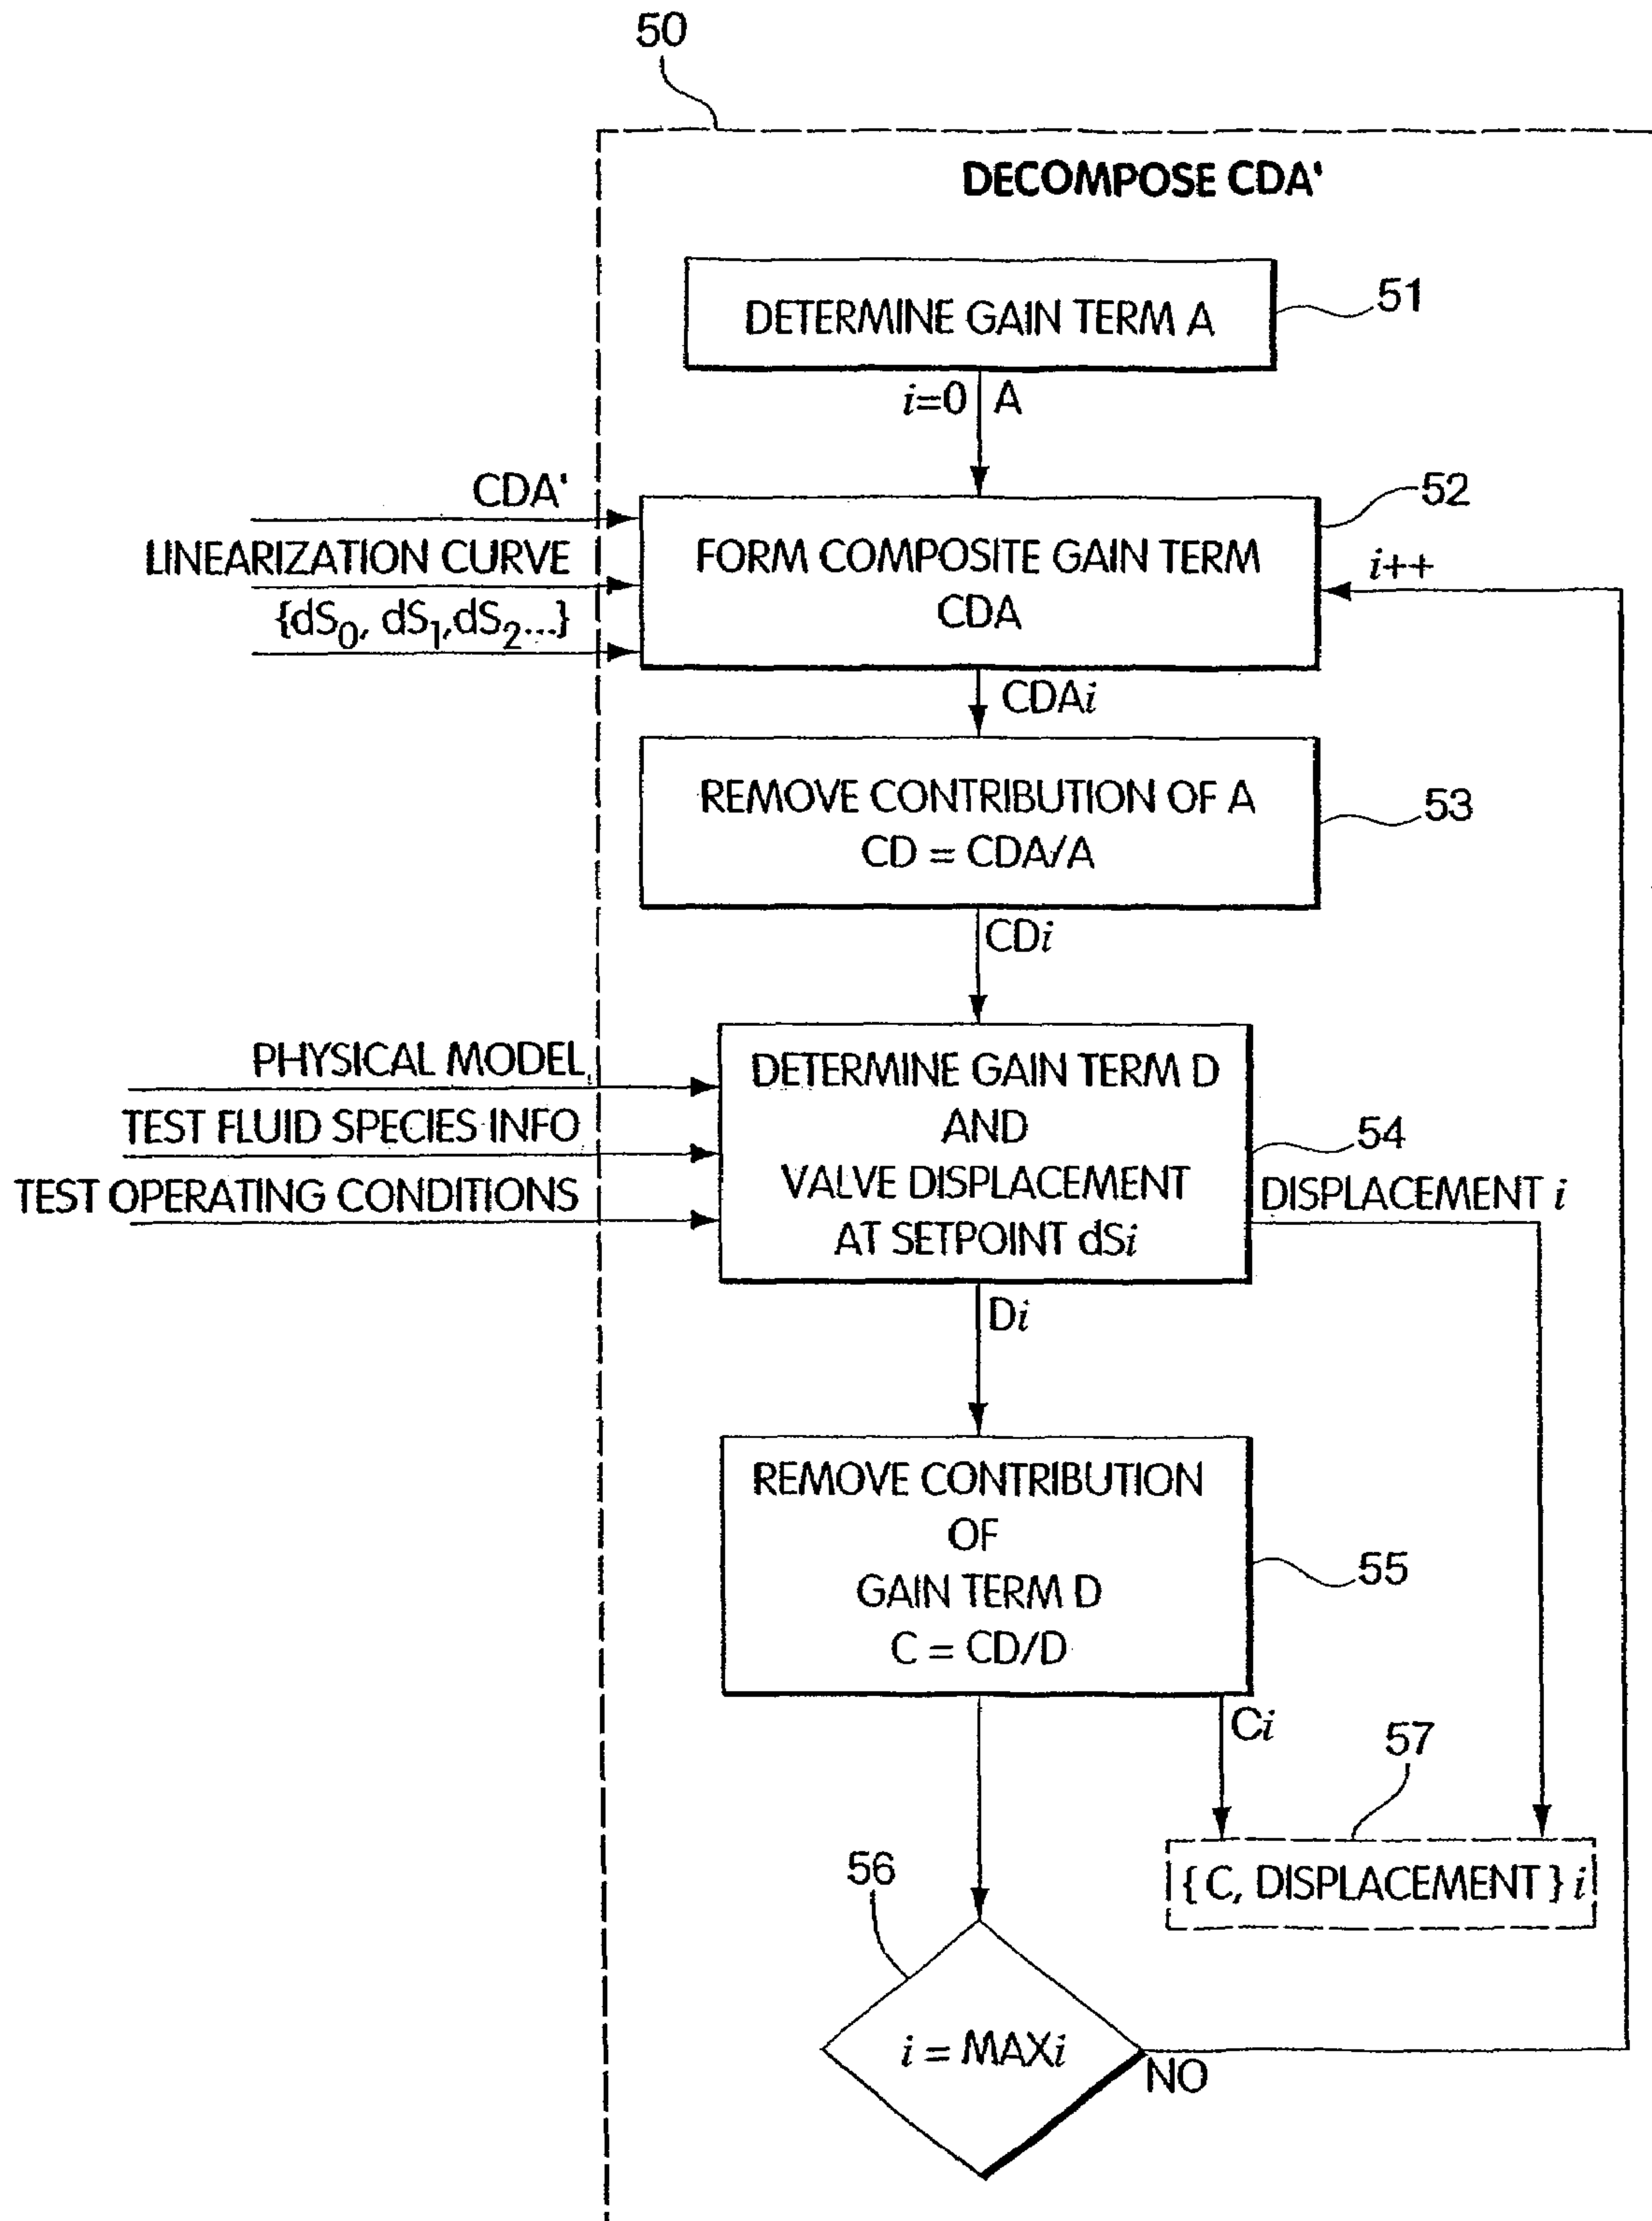 50
DECOMPOSE CDA'
DETERMINE GAIN TERM A
51
i=0
A
CDA'
LINEARIZATION CURVE
{dS0, dS1,dS2...}
FORM COMPOSITE GAIN TERM
CDA
52
i++
CDAi
REMOVE CONTRIBUTION OF A
CD = CDA/A
53
CDi
PHYSICAL MODEL
TEST FLUID SPECIES INFO
TEST OPERATING CONDITIONS
DETERMINE GAIN TERM D
AND
VALVE DISPLACEMENT
AT SETPOINT dSi
54
DISPLACEMENT i
Di
REMOVE CONTRIBUTION
OF
GAIN TERM D
C = CD/D
55
Ci
57
{ C, DISPLACEMENT } i
56
i = MAXi
NO